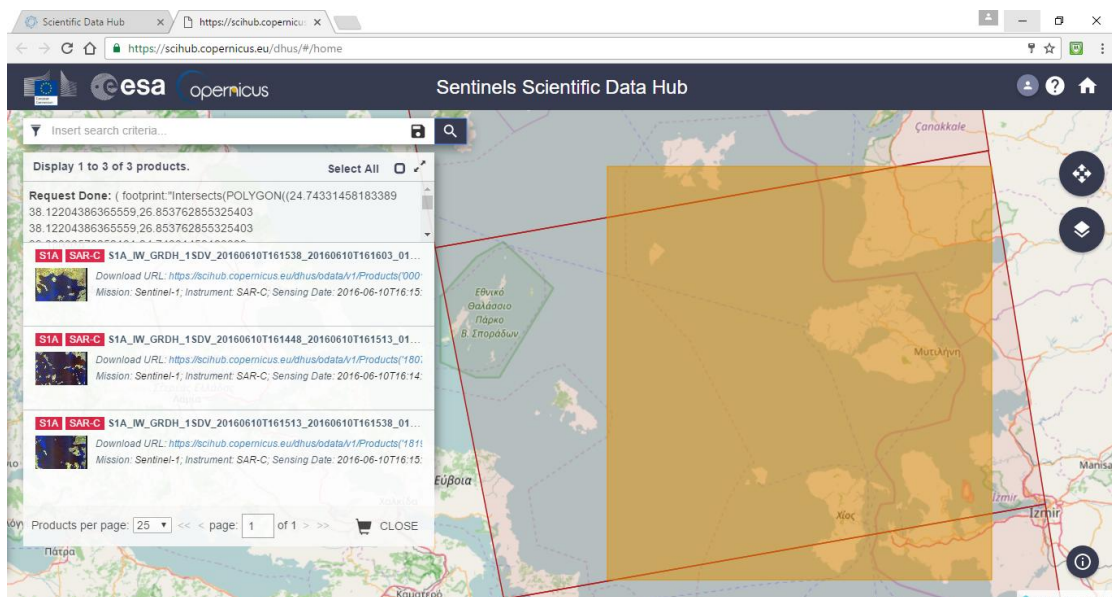 Scientific Data Hub
https://scihub.copernicu
https://scihub.copernicus.eu/dhus/#/home
esa
opernicus
Sentinels Scientific Data Hub
Insert search criteria...
Display 1 to 3 of 3 products.
Select All
Request Done: ( footprint:"Intersects(POLYGON((24.74331458183389
38.12204386365559,26.853762855325403
38.12204386365559,26.853762855325403
S1A SAR-C S1A_IW_GRDH_1SDV_20160610T161538_20160610T161603_01...
Download URL: https://scihub.copernicus.eu/dhus/odata/v1/Products('000
Mission: Sentinel-1; Instrument: SAR-C; Sensing Date: 2016-06-10T16:15:
S1A SAR-C S1A_IW_GRDH_1SDV_20160610T161448_20160610T161513_01...
Download URL: https://scihub.copernicus.eu/dhus/odata/v1/Products('180
Mission: Sentinel-1; Instrument: SAR-C; Sensing Date: 2016-06-10T16:14:
S1A SAR-C S1A_IW_GRDH_1SDV_20160610T161513_20160610T161538_01...
Download URL: https://scihub.copernicus.eu/dhus/odata/v1/Products('181
Mission: Sentinel-1; Instrument: SAR-C; Sensing Date: 2016-06-10T16:15:
Products per page: 25 << < page: 1 of 1 > >> CLOSE
Çanakkale
Εθνικό
Θαλάσσιο
Πάρκο
Β. Σποράδων
Μυτιλήνη
Εύβοια
Manisa
Izmir
İzmir
Χίος
Πάτρα
Καματερό